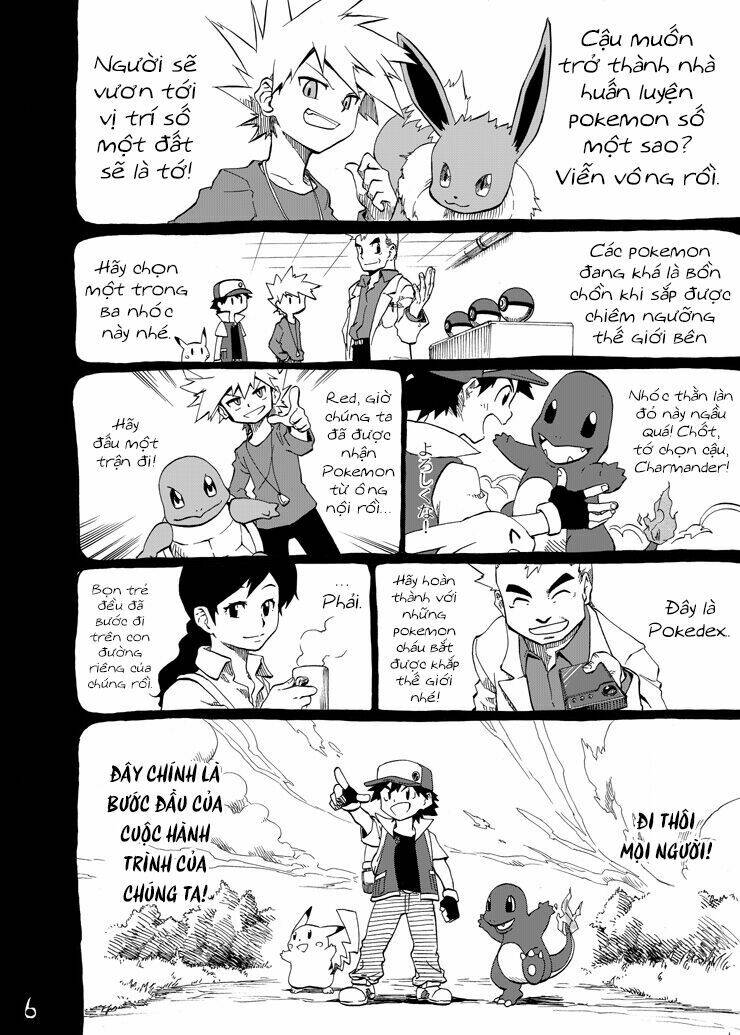 Cậu muốn
trở thành nhà
huấn luyện
pokemon số
một sao?
Viễn vông rồi.
Người sẽ
vươn tới
vị trí số
một đất
sẽ là tớ!
Các pokemon
đang khá là bồn
chồn khi sắp được
chiêm ngưỡng
thế giới bên
Hãy chọn
một trong
ba nhóc
này nhé.
Nhóc thằn lằn
đỏ này ngầu
quá! Chốt,
tớ chọn cậu,
Charmander!
よろしくな!
Red, giờ
chúng ta
đã được
nhận
Pokemon
từ ông
nội rồi...
Hãy
đấu một
trận đi!
Đây là
Pokedex.
Hãy hoàn
thành với
những
pokemon
cháu bắt
được khắp
thế giới
nhé!
...
Phải.
Bọn trẻ
đều đã
bước đi
trên con
đường
riêng của
chúng rồi.
ĐI THÔI
MỌI NGƯỜI!
ĐÂY CHÍNH LÀ
BƯỚC ĐẦU CỦA
CUỘC HÀNH
TRÌNH CỦA
CHÚNG TA!
6